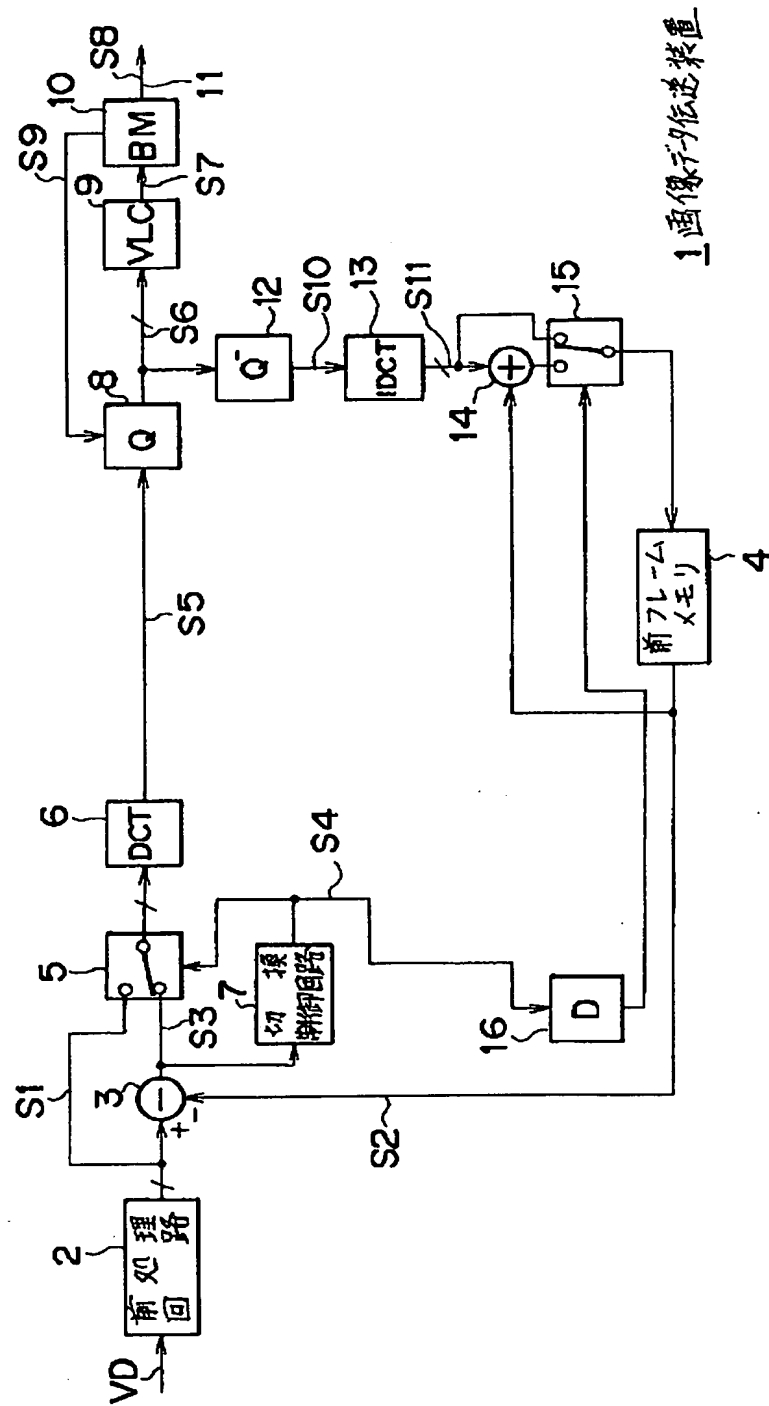 VD
2
前処理
回路
S1
3
+
-
−
S2
S3
5
7
切換
制御回路
S4
6
DCT
S5
16
D
8
Q
S6
9
VLC
S7
10
BM
S8
11
S9
12
Q⁻
S10
13
IDCT
S11
14
+
15
前フレーム
メモリ
4
1 画像データ伝送装置